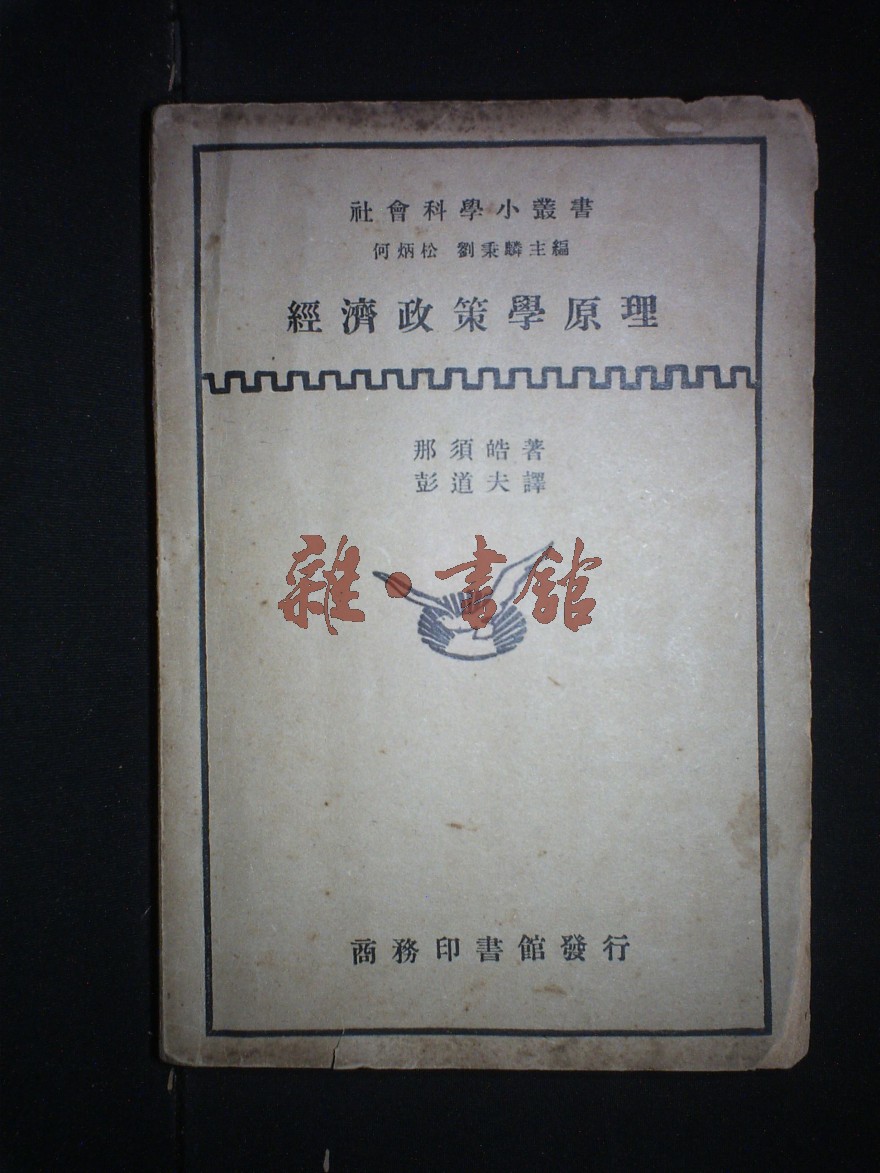 社會科學小叢書
何炳松 劉秉麟主編
經濟政策學原理
那須皓著
彭道夫譯
雜·書館
商務印書館發行